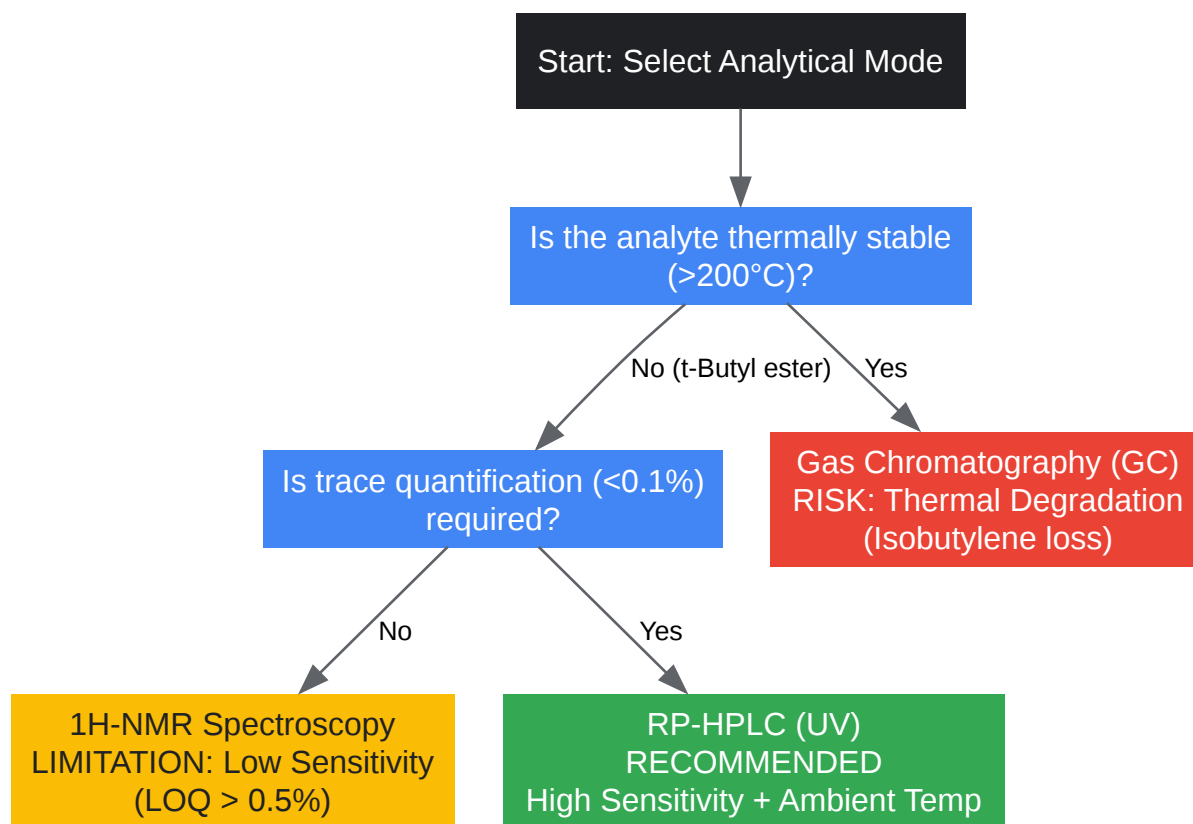 Start: Select Analytical Mode
Is the analyte thermally stable
(>200°C)?
No (t-Butyl ester)
Yes
Is trace quantification (<0.1%)
required?
Gas Chromatography (GC)
RISK: Thermal Degradation
(Isobutylene loss)
No
Yes
1H-NMR Spectroscopy
LIMITATION: Low Sensitivity
(LOQ > 0.5%)
RP-HPLC (UV)
RECOMMENDED
High Sensitivity + Ambient Temp